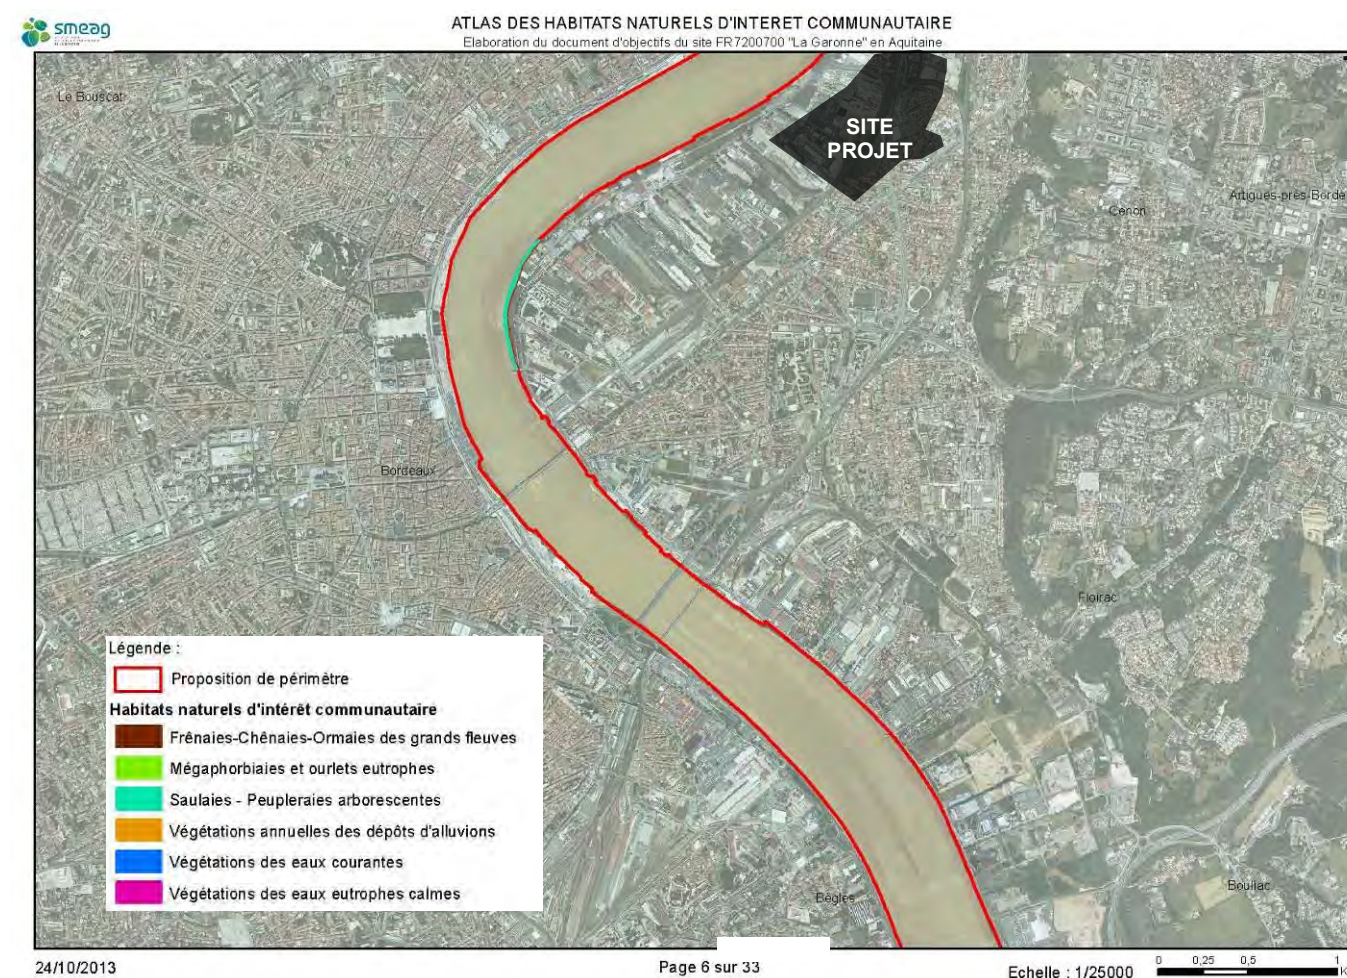 smeag
ATLAS DES HABITATS NATURELS D'INTERET COMMUNAUTAIRE
Elaboration du document d'objectifs du site FR7200700 "La Garonne" en Aquitaine
Le Bouscat
SITE
PROJET
Cenon
Artigues-près-Borde
Bordeaux
Floirac
Légende :
Proposition de périmètre
Habitats naturels d'intérêt communautaire
Frênaies-Chênaies-Ormaies des grands fleuves
Mégaphorbiaies et ourlets eutrophes
Saulaies - Peupleraies arborescentes
Végétations annuelles des dépôts d'alluvions
Végétations des eaux courantes
Végétations des eaux eutrophes calmes
Bègles
Bouliac
24/10/2013
Page 6 sur 33
Echelle : 1/25000
0 0,25 0,5 1